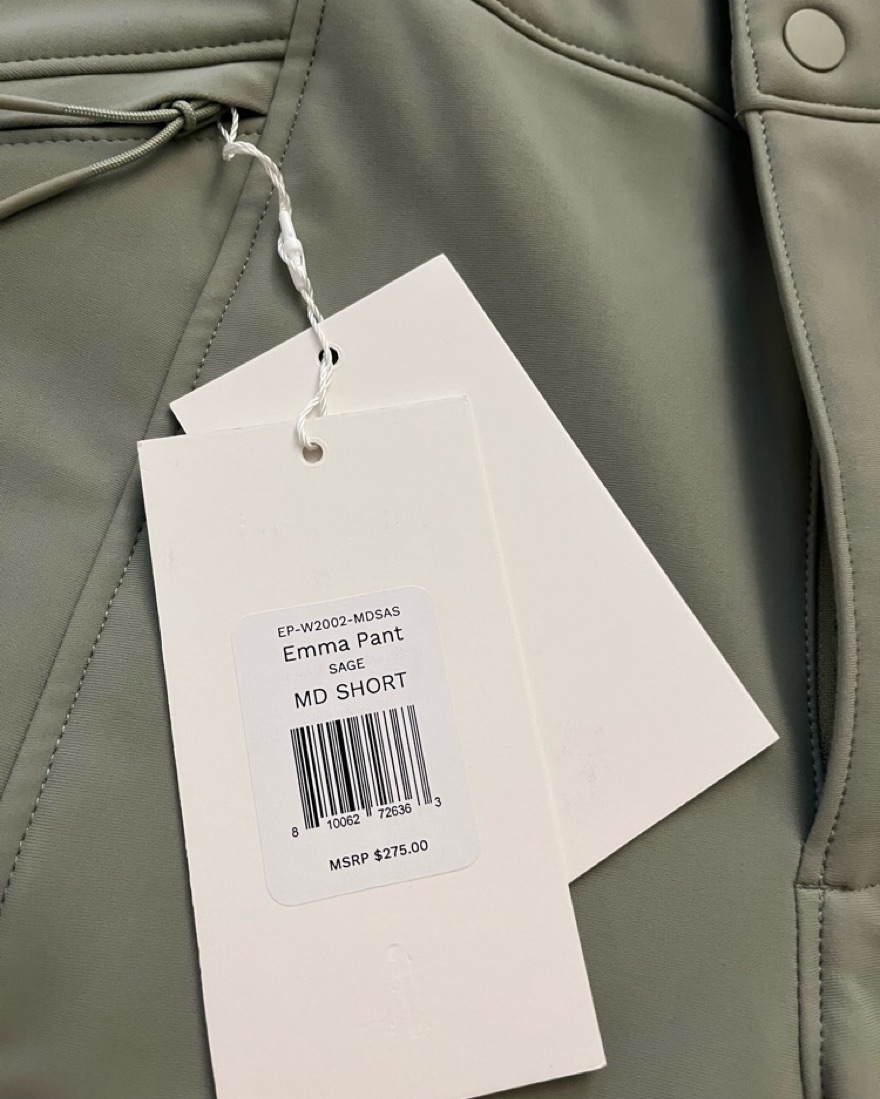 EP-W2002-MDSAS
Emma Pant
SAGE
MD SHORT
8 10062 72636 3
MSRP $275.00